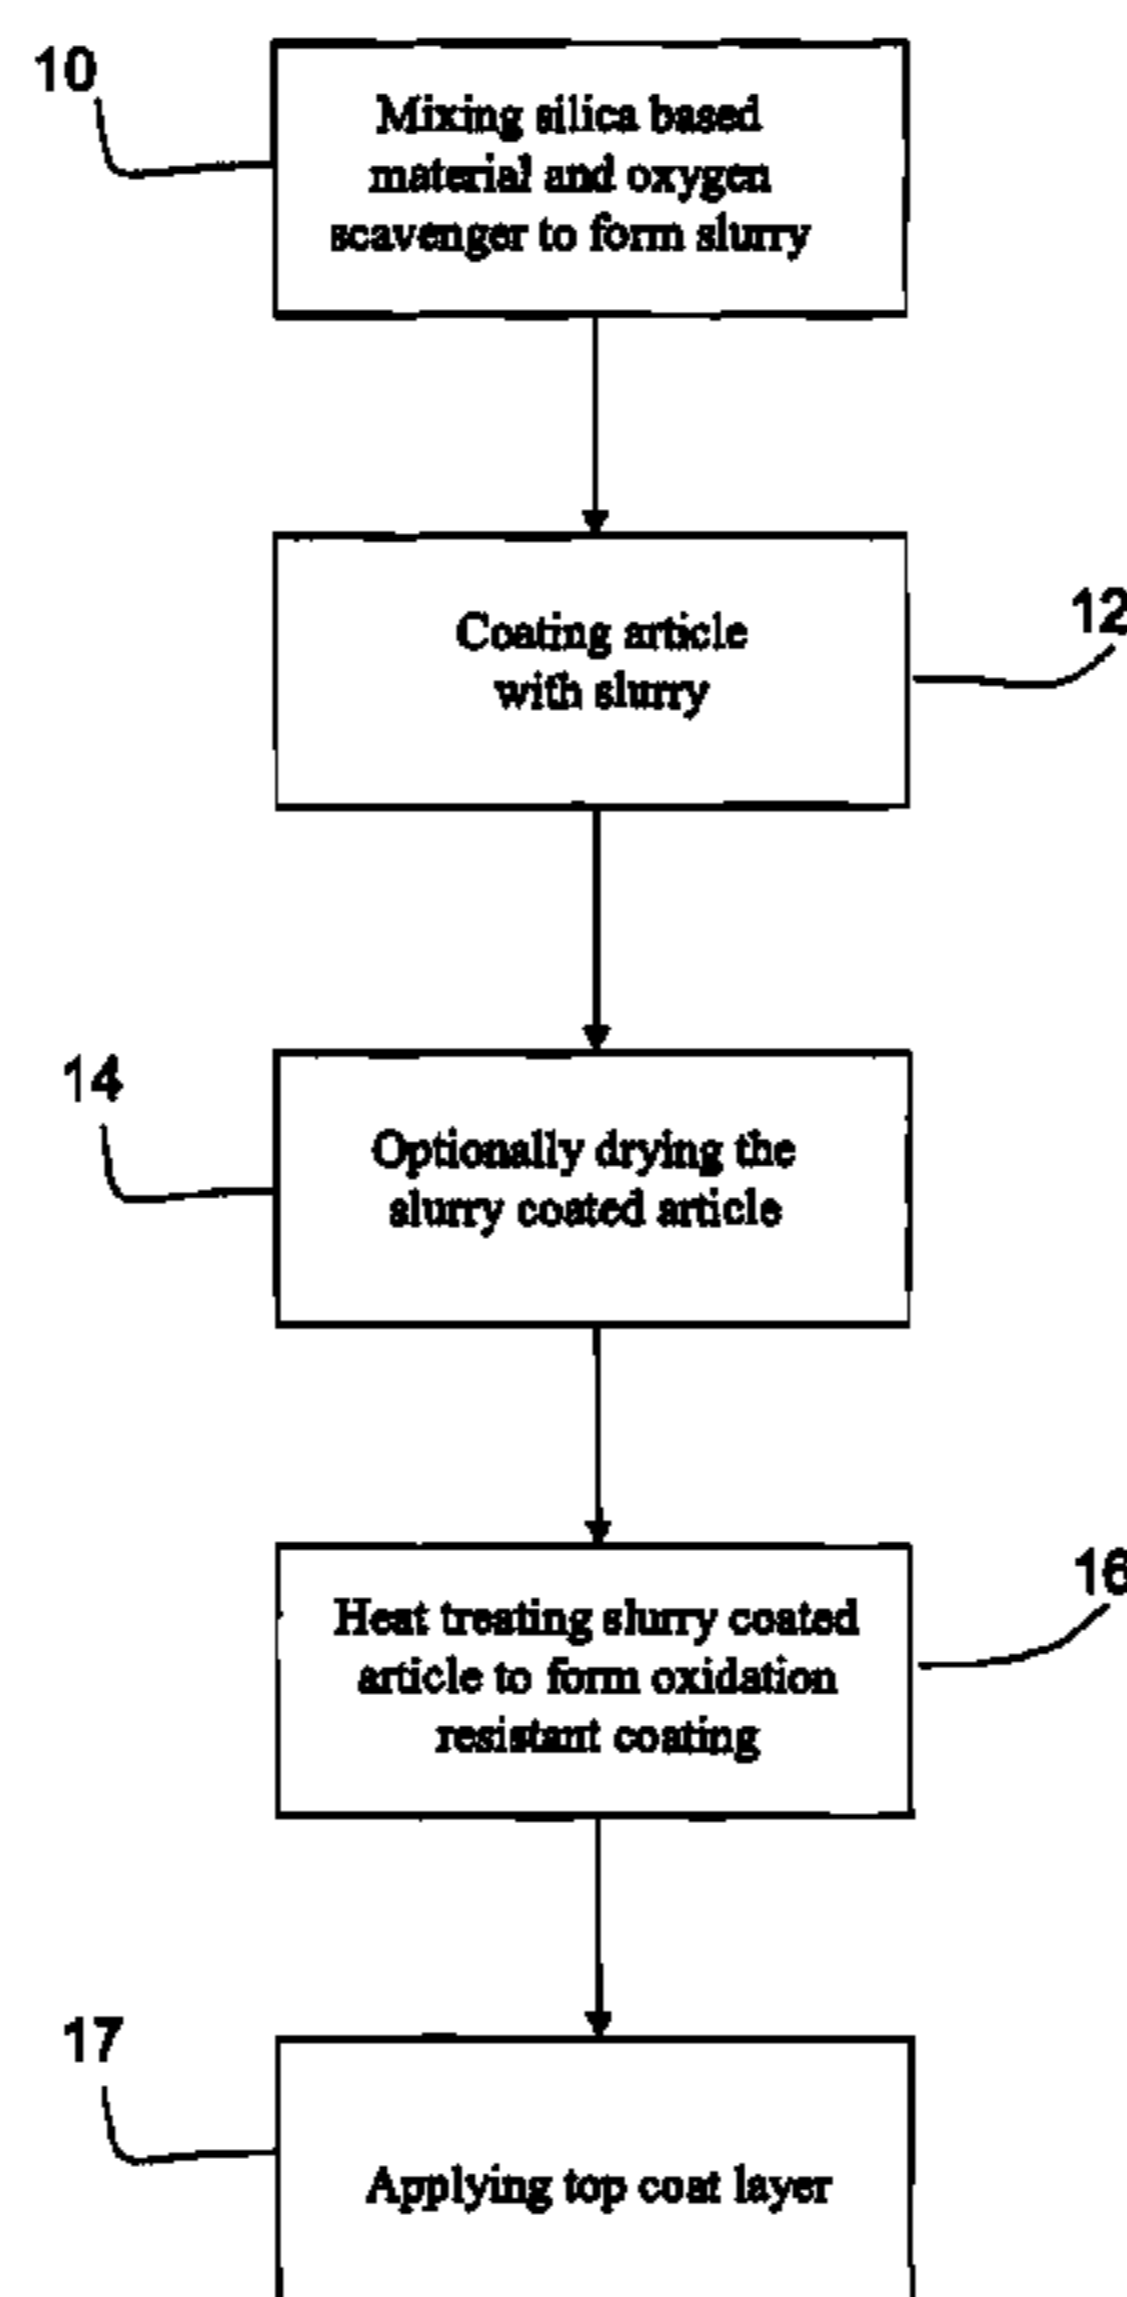 10
Mixing silica based
material and oxygen
scavenger to form slurry
Coating article
with slurry
12
14
Optionally drying the
slurry coated article
Heat treating slurry coated
article to form oxidation
resistant coating
16
17
Applying top coat layer